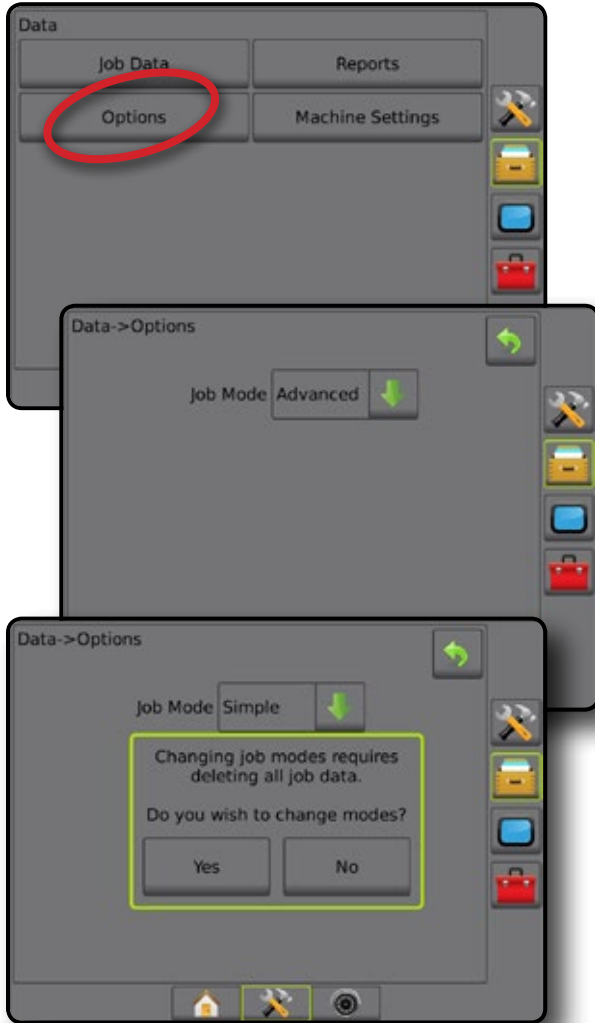 Data
Job Data Reports
Options Machine Settings
Data->Options
Job Mode Advanced
Data->Options
Job Mode Simple
Changing job modes requires
deleting all job data.
Do you wish to change modes?
Yes No